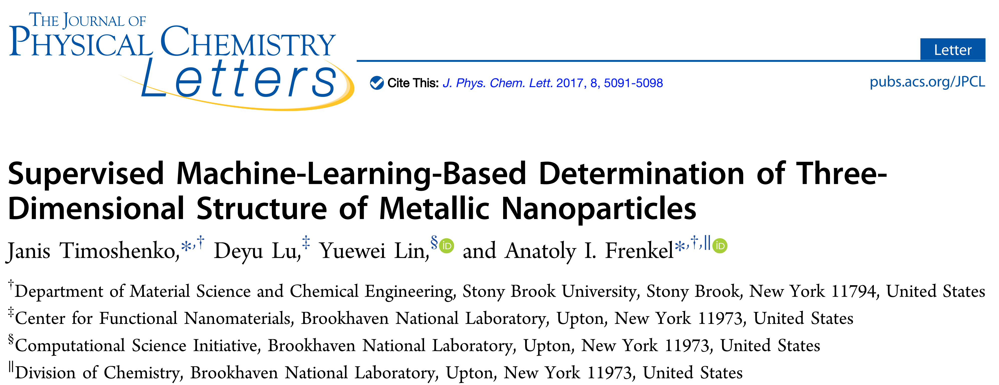 THE JOURNAL OF
PHYSICAL CHEMISTRY
Letters
Letter
Cite This: J. Phys. Chem. Lett. 2017, 8, 5091-5098
pubs.acs.org/JPCL
Supervised Machine-Learning-Based Determination of Three-
Dimensional Structure of Metallic Nanoparticles
Janis Timoshenko,*,† Deyu Lu,‡ Yuewei Lin,§ iD and Anatoly I. Frenkel*,†,∥ iD
†Department of Material Science and Chemical Engineering, Stony Brook University, Stony Brook, New York 11794, United States
‡Center for Functional Nanomaterials, Brookhaven National Laboratory, Upton, New York 11973, United States
§Computational Science Initiative, Brookhaven National Laboratory, Upton, New York 11973, United States
∥Division of Chemistry, Brookhaven National Laboratory, Upton, New York 11973, United States